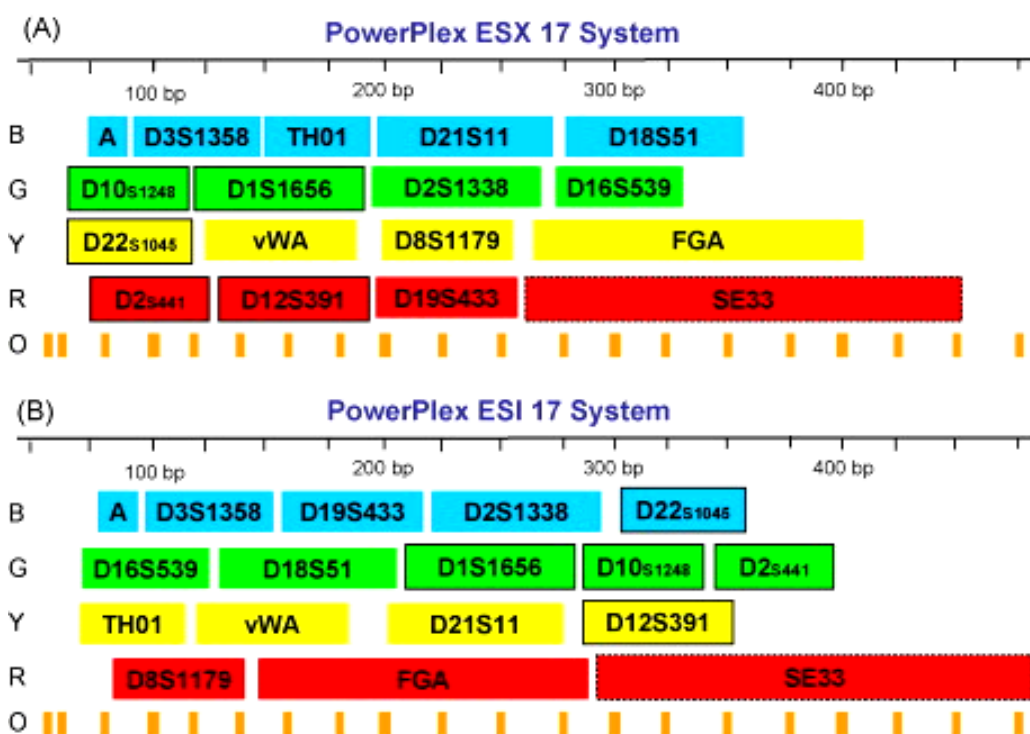 (A) PowerPlex ESX 17 System
100 bp 200 bp 300 bp 400 bp
B A D3S1358 TH01 D21S11 D18S51
G D10S1248 D1S1656 D2S1338 D16S539
Y D22S1045 vWA D8S1179 FGA
R D2S441 D12S391 D19S433 SE33
O
(B) PowerPlex ESI 17 System
100 bp 200 bp 300 bp 400 bp
B A D3S1358 D19S433 D2S1338 D22S1045
G D16S539 D18S51 D1S1656 D10S1248 D2S441
Y TH01 vWA D21S11 D12S391
R D8S1179 FGA SE33
O